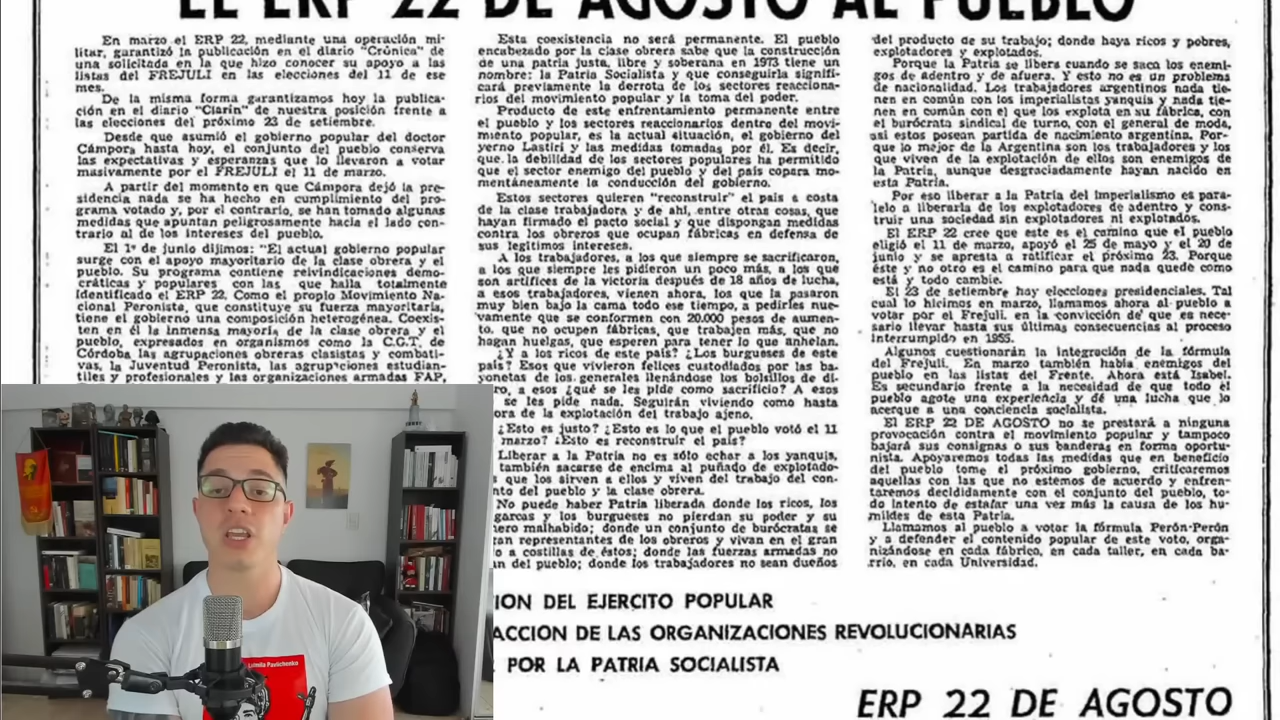 EL ERP 22 DE AGOSTO AL PUEBLO
En marzo el ERP 22, mediante una operación mi-
litar, garantizó la publicación en el diario "Crónica" de
una solicitada en la que hizo conocer su apoyo a las
listas del FREJULI en las elecciones del 11 de ese
mes.
De la misma forma garantizamos hoy la publica-
ción en el diario "Clarín" de nuestra posición frente a
las elecciones del próximo 23 de setiembre.
Desde que asumió el gobierno popular del doctor
Cámpora hasta hoy, el conjunto del pueblo conserva
las expectativas y esperanzas que lo llevaron a votar
masivamente por el FREJULI el 11 de marzo.
A partir del momento en que Cámpora dejó la pre-
sidencia nada se ha hecho en cumplimiento del pro-
grama votado y, por el contrario, se han tomado algunas
medidas que apuntan peligrosamente hacia el lado con-
trario al de los intereses del pueblo.
El 1º de junio dijimos: "El actual gobierno popular
surge con el apoyo mayoritario de la clase obrera y el
pueblo. Su programa contiene reivindicaciones demo-
cráticas y populares con las que halla totalmente
identificado el ERP 22. Como el propio Movimiento Na-
cional Peronista, que constituye su fuerza mayoritaria,
tiene el gobierno una composición heterogénea. Coexis-
ten en él la inmensa mayoría de la clase obrera y el
pueblo, expresados en organismos como la C.G.T. de
Córdoba, las agrupaciones obreras clasistas y combati-
vas, la Juventud Peronista, las agrupaciones estudian-
tiles y profesionales y las organizaciones armadas FAP,
Esta coexistencia no será permanente. El pueblo
encabezado por la clase obrera sabe que la construcción
de una patria justa, libre y soberana en 1973 tiene un
nombre: la Patria Socialista y que conseguirla signifi-
cará previamente la derrota de los sectores reacciona-
rios del movimiento popular y la toma del poder.
Producto de este enfrentamiento permanente entre
el pueblo y los sectores reaccionarios dentro del movi-
miento popular, es la actual situación, el gobierno del
yerno Lastiri y las medidas tomadas por él. Es decir,
que la debilidad de los sectores populares ha permitido
que el sector enemigo del pueblo y del país copara mo-
mentáneamente la conducción del gobierno.
Estos sectores quieren "reconstruir" el país a costa
de la clase trabajadora y de ahí, entre otras cosas, que
hayan firmado el pacto social y que dispongan medidas
contra los obreros que ocupan fábricas en defensa de
sus legítimos intereses.
A los trabajadores, a los que siempre se sacrificaron,
a los que siempre les pidieron un poco más, a los que
son artífices de la victoria después de 18 años de lucha,
a esos trabajadores, vienen ahora, los que la pasaron
muy bien bajo la cama todo ese tiempo, a pedirles nue-
vamente que se conformen con 20.000 pesos de aumen-
to, que no ocupen fábricas, que trabajen más, que no
hagan huelgas, que esperen para tener lo que anhelan.
¿Y a los ricos de este país? ¿Los burgueses de este
país? Esos que vivieron felices custodiados por las ba-
yonetas de los generales llenándose los bolsillos de di-
ro, a esos ¿qué se les pide como sacrificio? A esos
se les pide nada. Seguirán viviendo como hasta
ora de la explotación del trabajo ajeno.
¿Esto es justo? ¿Esto es lo que el pueblo votó el 11
marzo? ¿Esto es reconstruir el país?
Liberar a la Patria no es sólo echar a los yanquis,
también sacarse de encima al puñado de explotado-
que los sirven a ellos y viven del trabajo del con-
nto del pueblo y la clase obrera.
No puede haber Patria liberada donde los ricos, los
garcas y los burgueses no pierdan su poder y su
ero malhabido; donde un conjunto de burócratas se
gan representantes de los obreros y vivan en el gran
o a costillas de éstos; donde las fuerzas armadas no
an del pueblo; donde los trabajadores no sean dueños
del producto de su trabajo; donde haya ricos y pobres,
explotadores y explotados.
Porque la Patria se libera cuando se saca los enemi-
gos de adentro y de afuera. Y esto no es un problema
de nacionalidad. Los trabajadores argentinos nada tie-
nen en común con los imperialistas yanquis y nada tie-
nen en común con el que los explota en su fábrica, con
el burócrata sindical de turno, con el general de moda,
así estos posean partida de nacimiento argentina. Por-
que lo mejor de la Argentina son los trabajadores y los
que viven de la explotación de ellos son enemigos de
la Patria, aunque desgraciadamente hayan nacido en
esta Patria.
Por eso liberar a la Patria del imperialismo es para-
lelo a liberarla de los explotadores de adentro y cons-
truir una sociedad sin explotadores ni explotados.
El ERP 22 cree que este es el camino que el pueblo
eligió el 11 de marzo, apoyó el 25 de mayo y el 20 de
junio y se apresta a ratificar el próximo 23. Porque
éste y no otro es el camino para que nada quede como
está y todo cambie.
El 23 de setiembre hay elecciones presidenciales. Tal
cual lo hicimos en marzo, llamamos ahora al pueblo a
votar por el Frejuli, en la convicción de que es nece-
sario llevar hasta sus últimas consecuencias al proceso
interrumpido en 1955.
Algunos cuestionarán la integración de la fórmula
del Frejuli. En marzo también había enemigos del
pueblo en las listas del Frente. Ahora está Isabel.
Es secundario frente a la necesidad de que todo el
pueblo agote una experiencia y dé una lucha que lo
acerque a una conciencia socialista.
El ERP 22 DE AGOSTO no se prestará a ninguna
provocación contra el movimiento popular y tampoco
bajará sus consignas o sus banderas en forma oportu-
nista. Apoyaremos todas las medidas que en beneficio
del pueblo tome el próximo gobierno, criticaremos
aquellas con las que no estemos de acuerdo y enfren-
taremos decididamente con el conjunto del pueblo, to-
do intento de estafar una vez más la causa de los hu-
mildes de esta Patria.
Llamamos al pueblo a votar la fórmula Perón-Perón
y a defender el contenido popular de este voto, orga-
nizándose en cada fábrica, en cada taller, en cada ba-
rrio, en cada Universidad.
ION DEL EJERCITO POPULAR
ACCION DE LAS ORGANIZACIONES REVOLUCIONARIAS
POR LA PATRIA SOCIALISTA
ERP 22 DE AGOSTO
Ludmila Pavlichenko